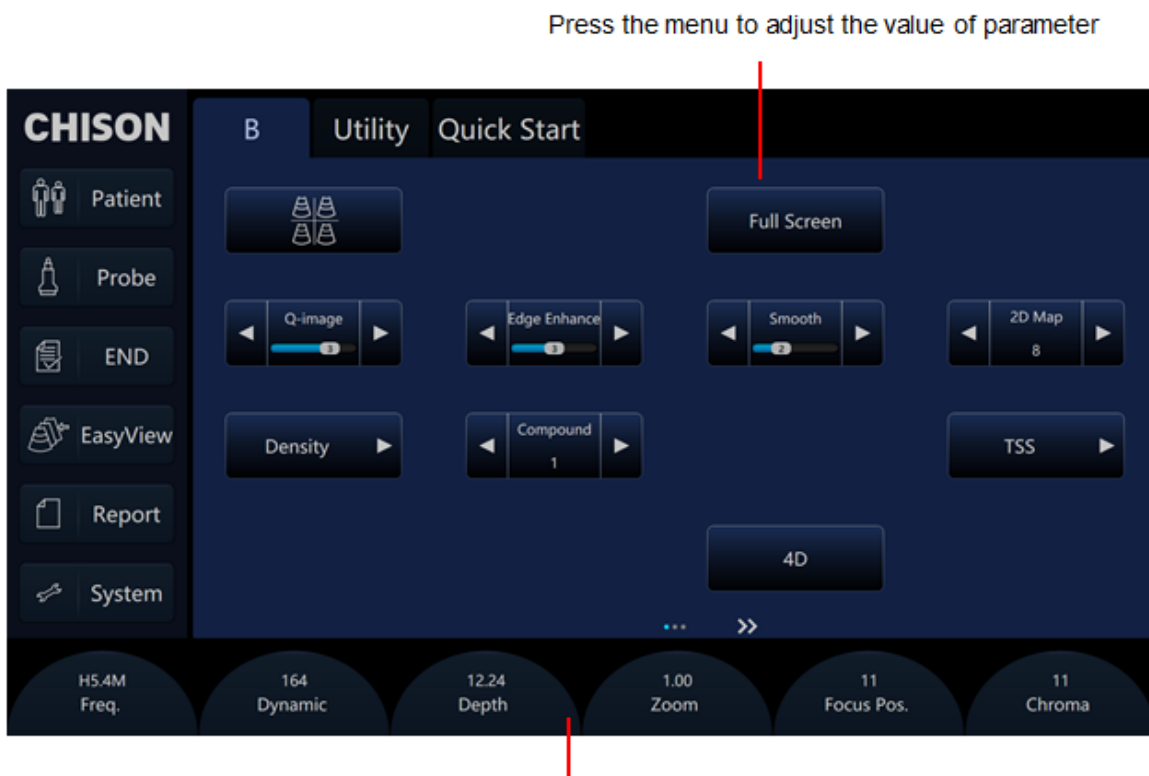 Press the menu to adjust the value of parameter
CHISON
B
Utility
Quick Start
Patient
Probe
END
EasyView
Report
System
Full Screen
Q-image
3
Edge Enhance
3
Smooth
2
2D Map
8
Density
Compound
1
TSS
4D
H5.4M
Freq.
164
Dynamic
12.24
Depth
1.00
Zoom
11
Focus Pos.
11
Chroma